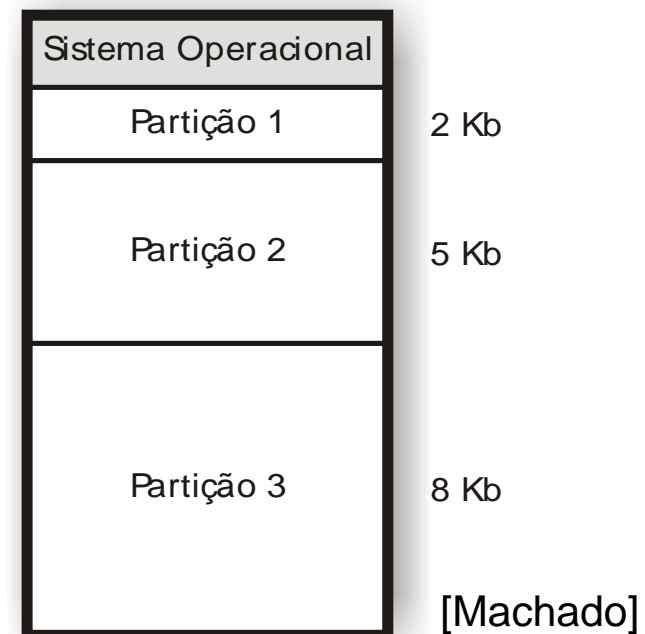 Sistema Operacional
Partição 1 2 Kb
Partição 2 5 Kb
Partição 3 8 Kb
[Machado]